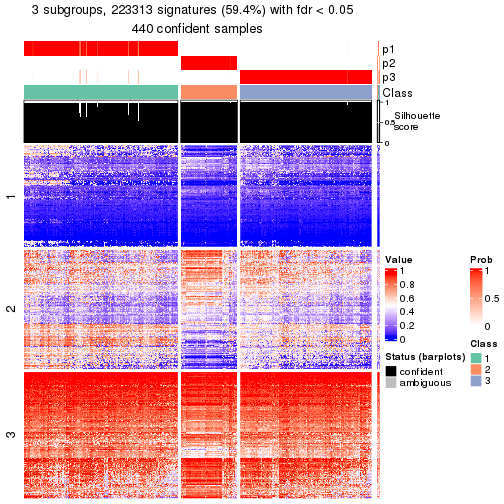 3 subgroups, 223313 signatures (59.4%) with fdr < 0.05
440 confident samples
p1
p2
p3
Class
1
0.5
0
Silhouette
score
1
2
3
Value
1
0.8
0.6
0.4
0.2
0
Prob
1
0.5
0
Status (barplots)
confident
ambiguous
Class
1
2
3